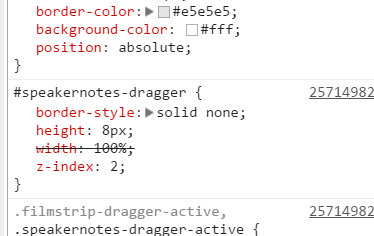 border-color: #e5e5e5;
background-color: #fff;
position: absolute;
}
#speakernotes-dragger { 25714982
border-style: solid none;
height: 8px;
width: 100%;
z-index: 2;
}
.filmstrip-dragger-active, 25714982
.speakernotes-dragger-active {